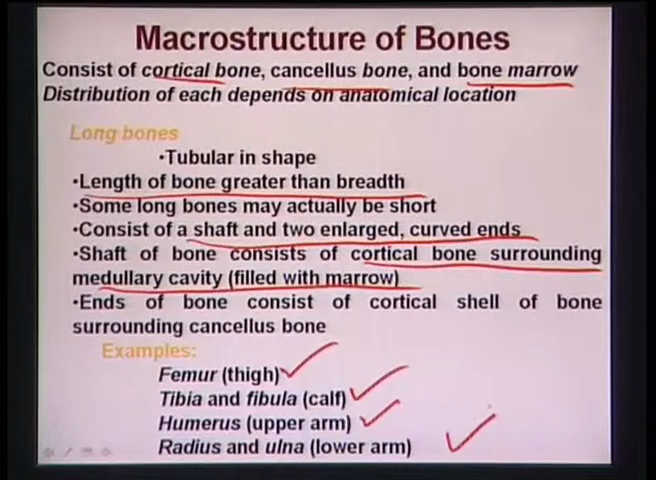 Macrostructure of Bones
Consist of cortical bone, cancellus bone, and bone marrow
Distribution of each depends on anatomical location
Long bones
•Tubular in shape
•Length of bone greater than breadth
•Some long bones may actually be short
•Consist of a shaft and two enlarged, curved ends
•Shaft of bone consists of cortical bone surrounding
medullary cavity (filled with marrow)
•Ends of bone consist of cortical shell of bone
surrounding cancellus bone
Examples:
Femur (thigh)
Tibia and fibula (calf)
Humerus (upper arm)
Radius and ulna (lower arm)